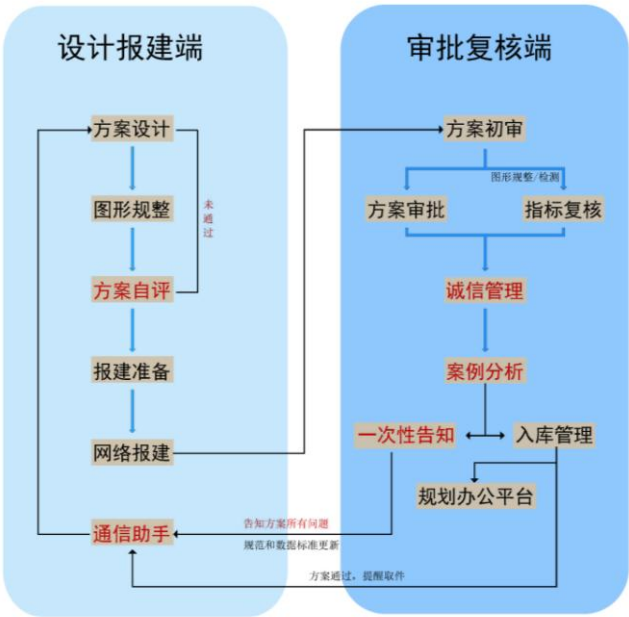 设计报建端
方案设计
图形规整
未通过
方案自评
报建准备
网络报建
通信助手
审批复核端
方案初审
图形规整/检测
方案审批
指标复核
诚信管理
案例分析
一次性告知
入库管理
规划办公平台
告知方案所有问题
规范和数据标准更新
方案通过，提醒取件